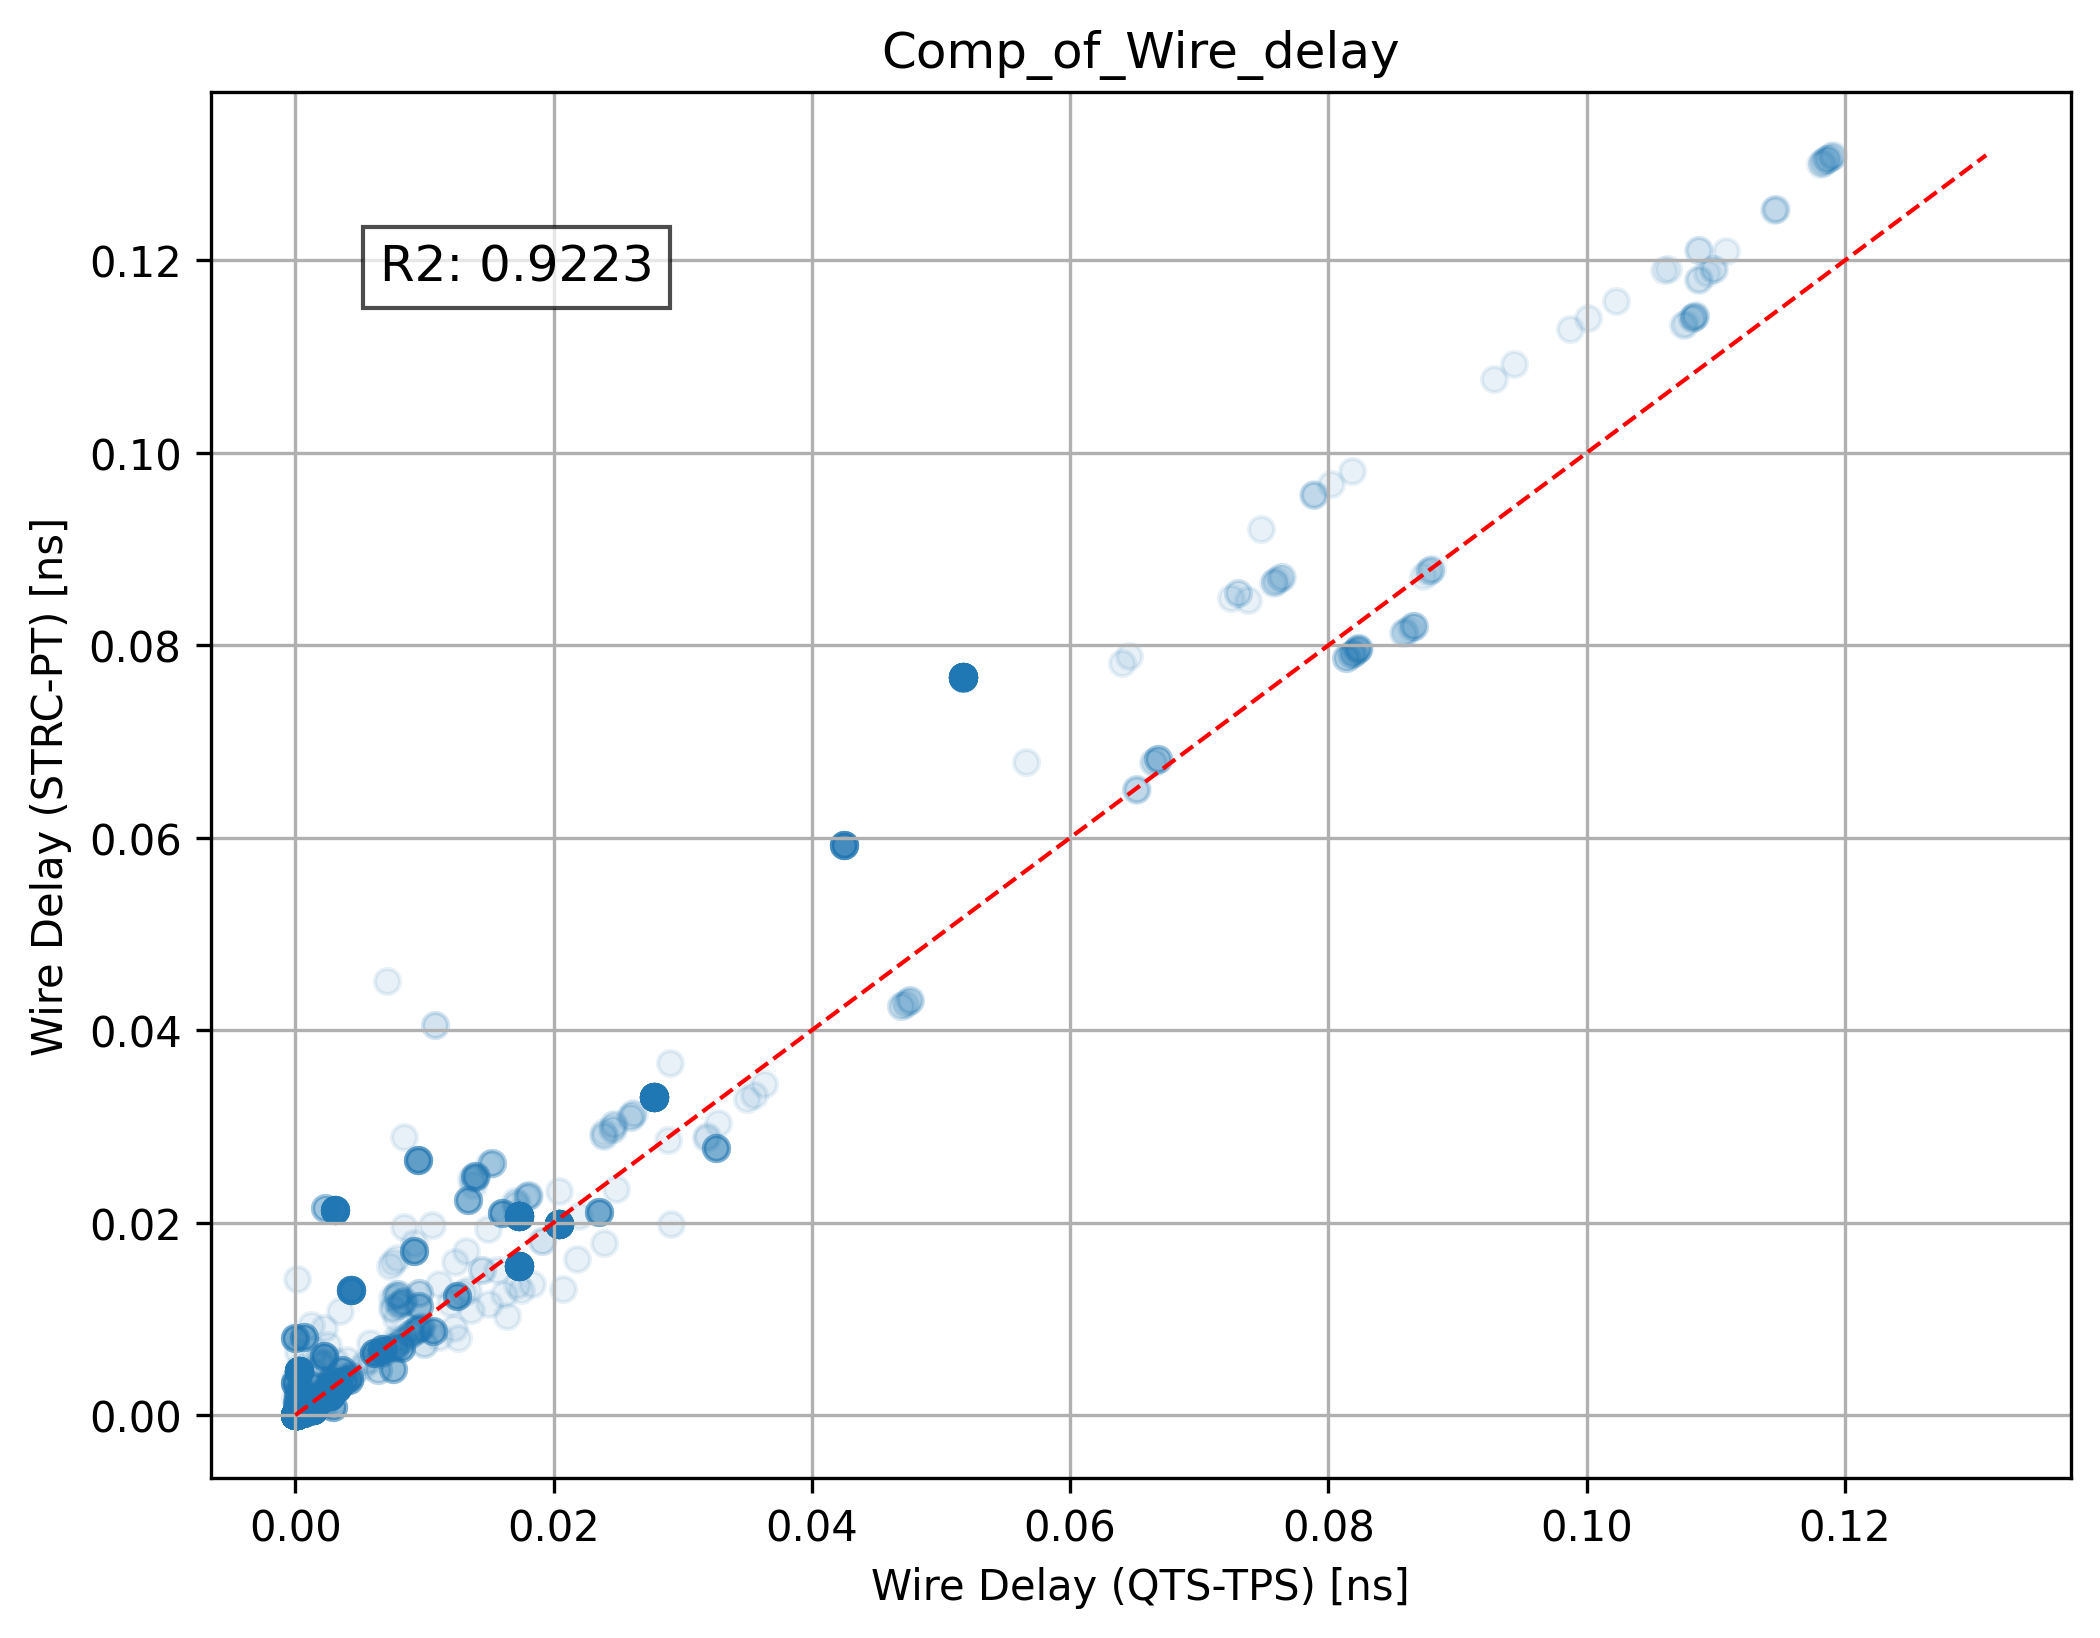 Comp_of_Wire_delay
R2: 0.9223
Wire Delay (STRC-PT) [ns]
0.12
0.10
0.08
0.06
0.04
0.02
0.00
0.00 0.02 0.04 0.06 0.08 0.10 0.12
Wire Delay (QTS-TPS) [ns]